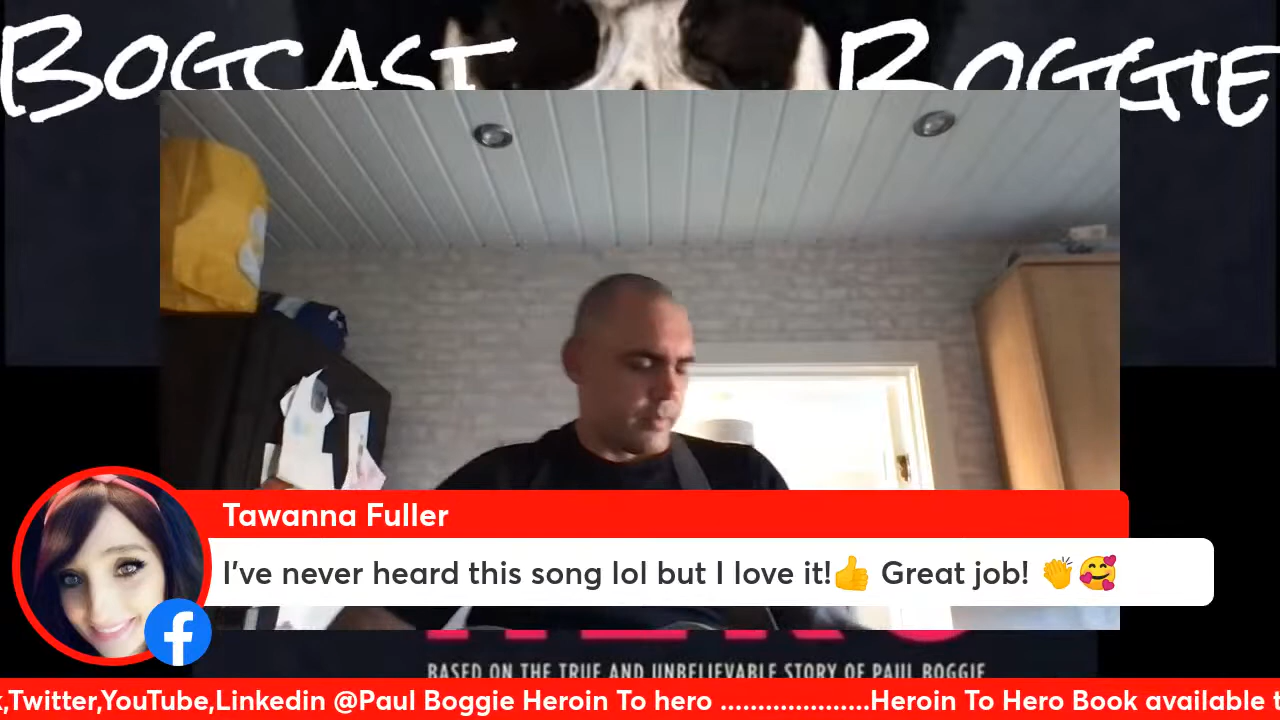 BOGCAST BOGGIE
Tawanna Fuller
I've never heard this song lol but I love it!👍 Great job! 👏🥰
BASED ON THE TRUE AND UNBELIEVABLE STORY OF PAUL BOGGIE
,Twitter,YouTube,Linkedin @Paul Boggie Heroin To hero ....................Heroin To Hero Book available